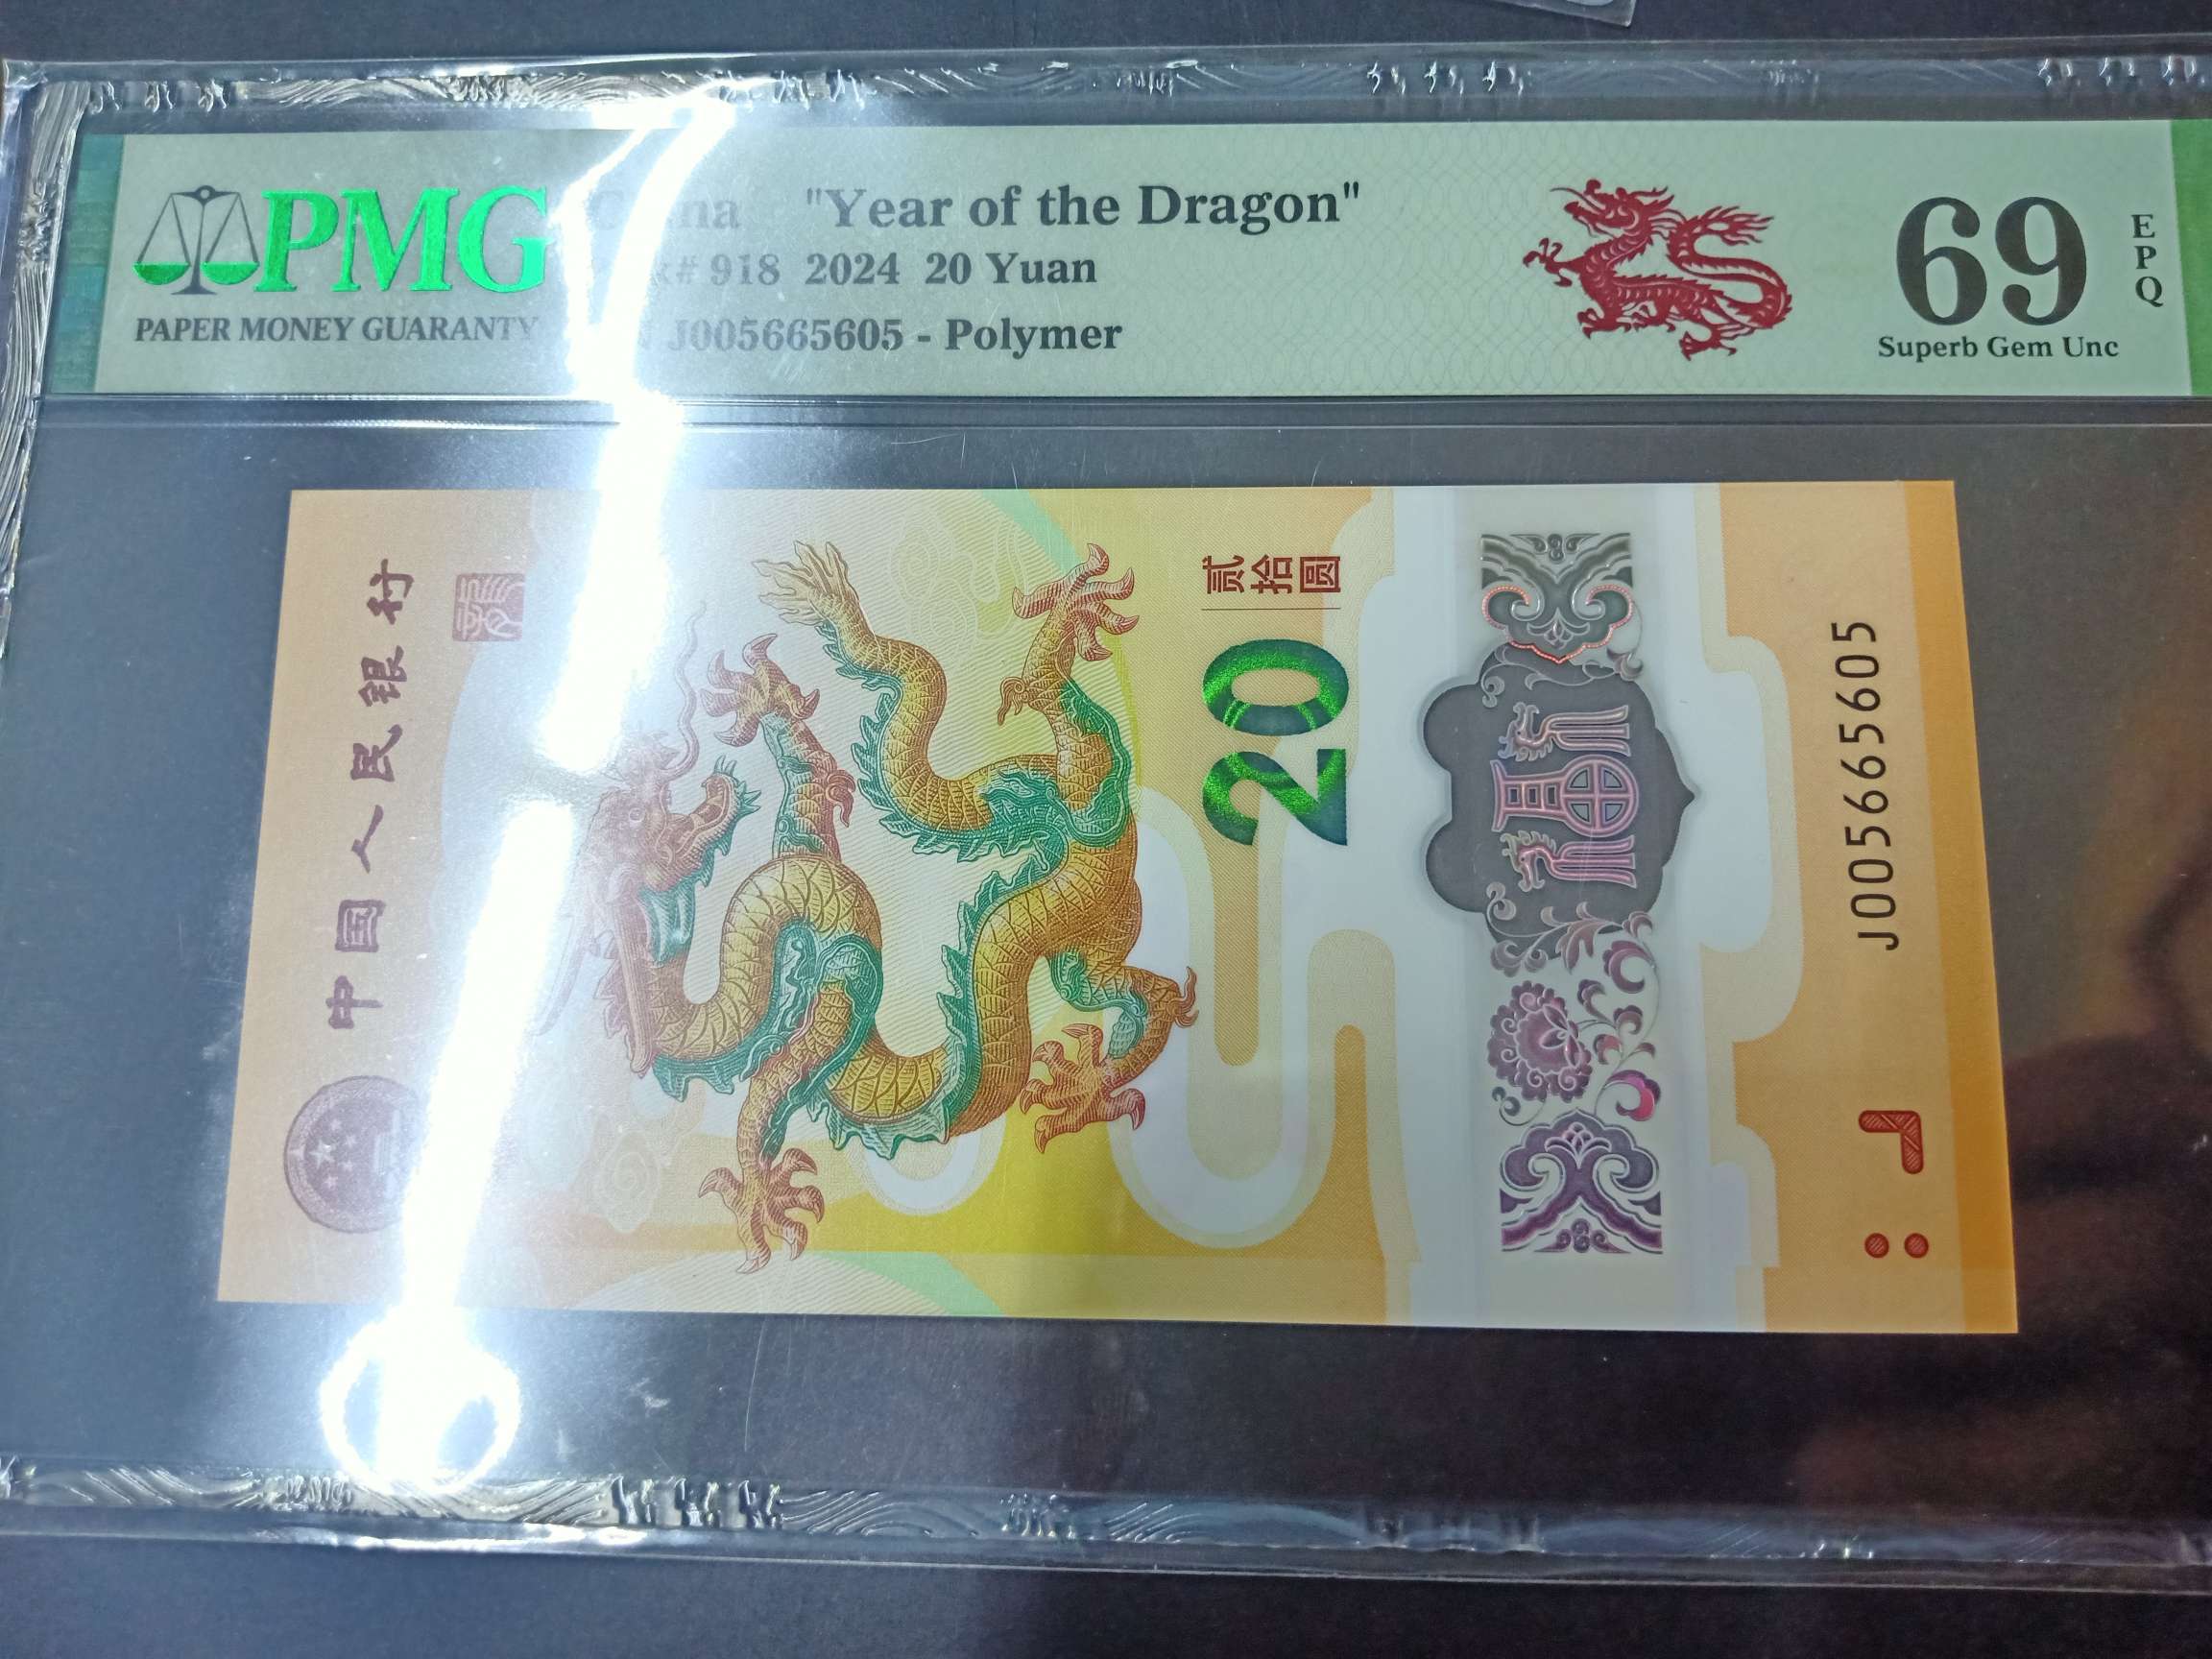 PMG
PAPER MONEY GUARANTY
"Year of the Dragon"
# 918 2024 20 Yuan
J005665605 - Polymer
69
EPQ
Superb Gem Unc
中国人民银行
贰拾圆
20
J005665605